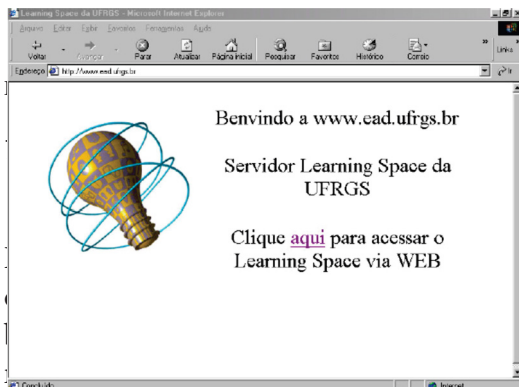 Learning Space da UFRGS - Microsoft Internet Explorer
Arquivo Editar Exibir Favoritos Ferramentas Ajuda
Voltar Avançar Parar Atualizar Página inicial Pesquisar Favoritos Histórico Correio » Links
Endereço http://www.ead.ufrgs.br Ir
Benvindo a www.ead.ufrgs.br
Servidor Learning Space da
UFRGS
Clique aqui para acessar o
Learning Space via WEB
Concluído Internet